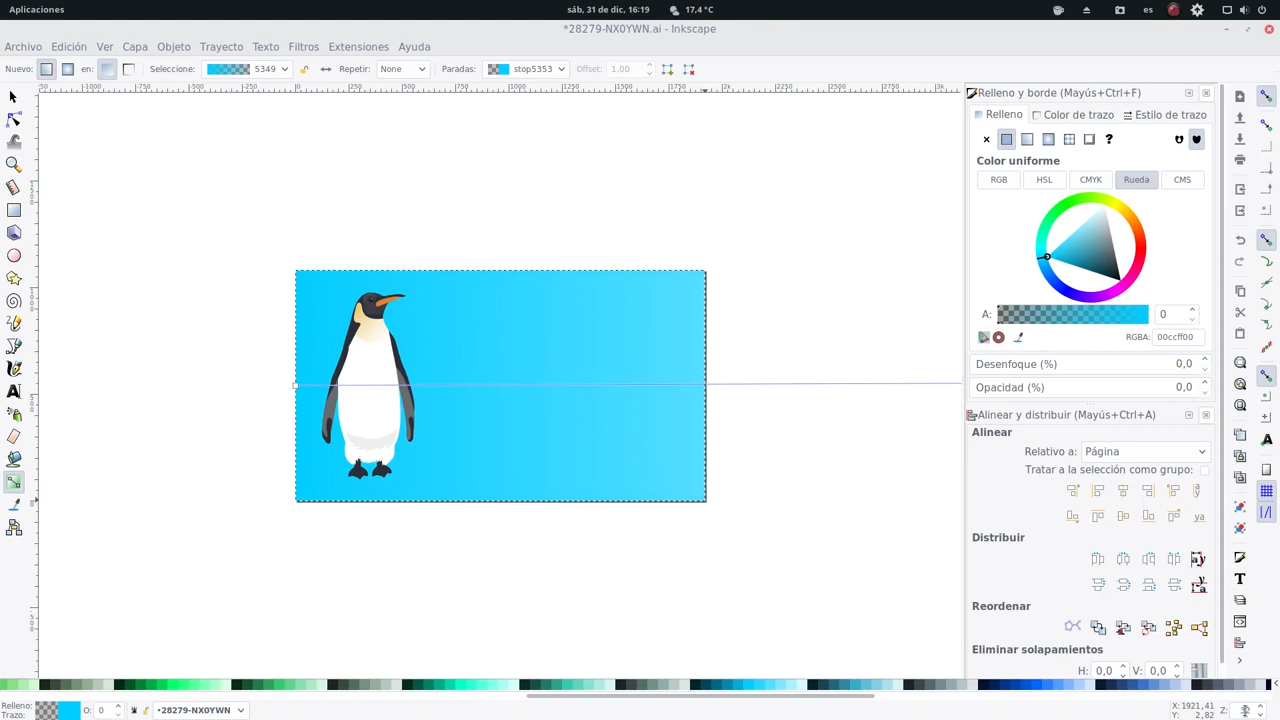 Aplicaciones
sáb, 31 de dic, 16:19
17,4 °C
es
*28279-NX0YWN.ai - Inkscape
Archivo Edición Ver Capa Objeto Trayecto Texto Filtros Extensiones Ayuda
Nuevo: en: Seleccione: 5349 Repetir: None Paradas: stop5353 Offset: 1,00
Relleno y borde (Mayús+Ctrl+F)
Relleno Color de trazo Estilo de trazo
Color uniforme
RGB HSL CMYK Rueda CMS
A: 0
RGBA: 00ccff00
Desenfoque (%) 0,0
Opacidad (%) 0,0
Alinear y distribuir (Mayús+Ctrl+A)
Alinear
Relativo a: Página
Tratar a la selección como grupo:
Distribuir
Reordenar
Eliminar solapamientos
H: 0,0 V: 0,0
Relleno:
Trazo:
O: 0
•28279-NX0YWN
X: 1921,41
Y: 2,82
Z: